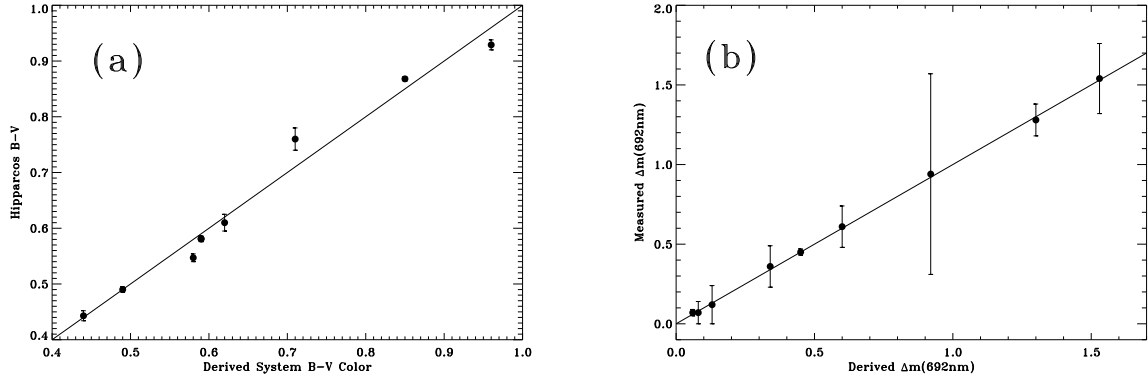 (a)
1.0
0.9
0.8
0.7
0.6
0.5
0.4
Hipparcos B−V
0.4 0.5 0.6 0.7 0.8 0.9 1.0
Derived System B−V Color
(b)
2.0
1.5
1.0
0.5
0.0
Measured Δm(692nm)
0.0 0.5 1.0 1.5
Derived Δm(692nm)